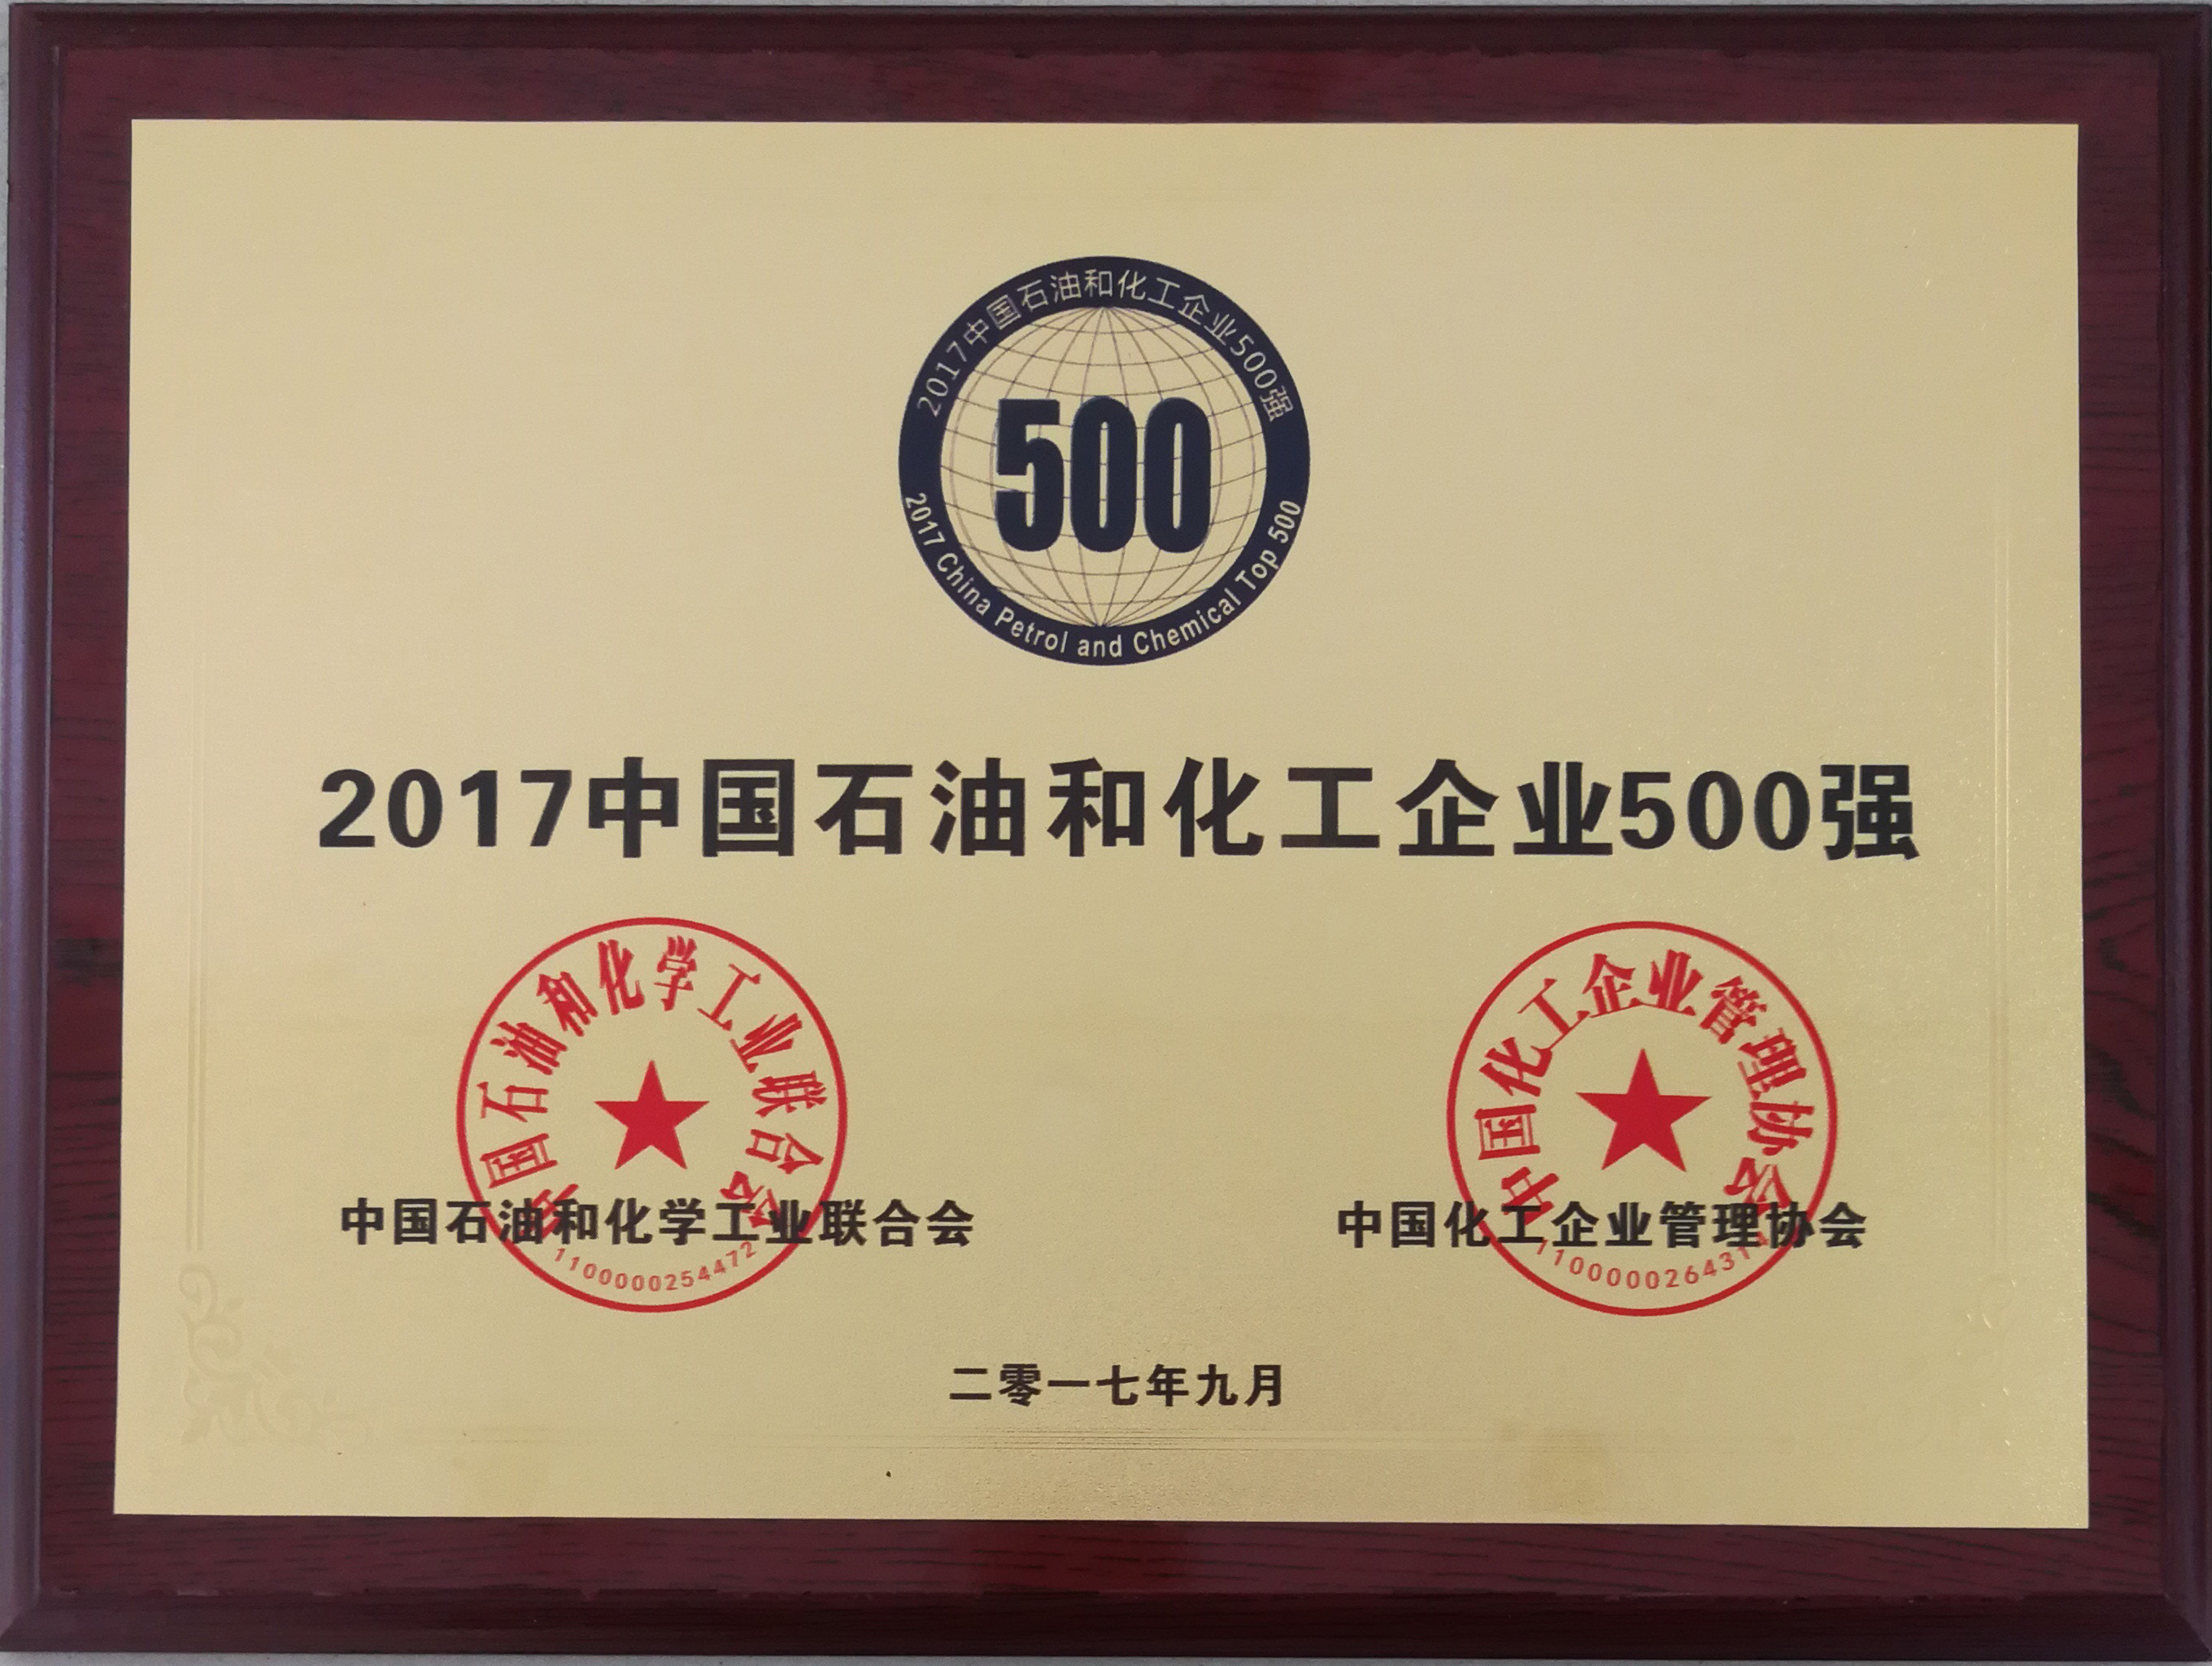 2017中国石油和化工企业500强
500
2017 China Petrol and Chemical Top 500
2017中国石油和化工企业500强
中国石油和化学工业联合会
中国化工企业管理协会
中国石油和化学工业联合会
1100000254472
中国化工企业管理协会
二零一七年九月